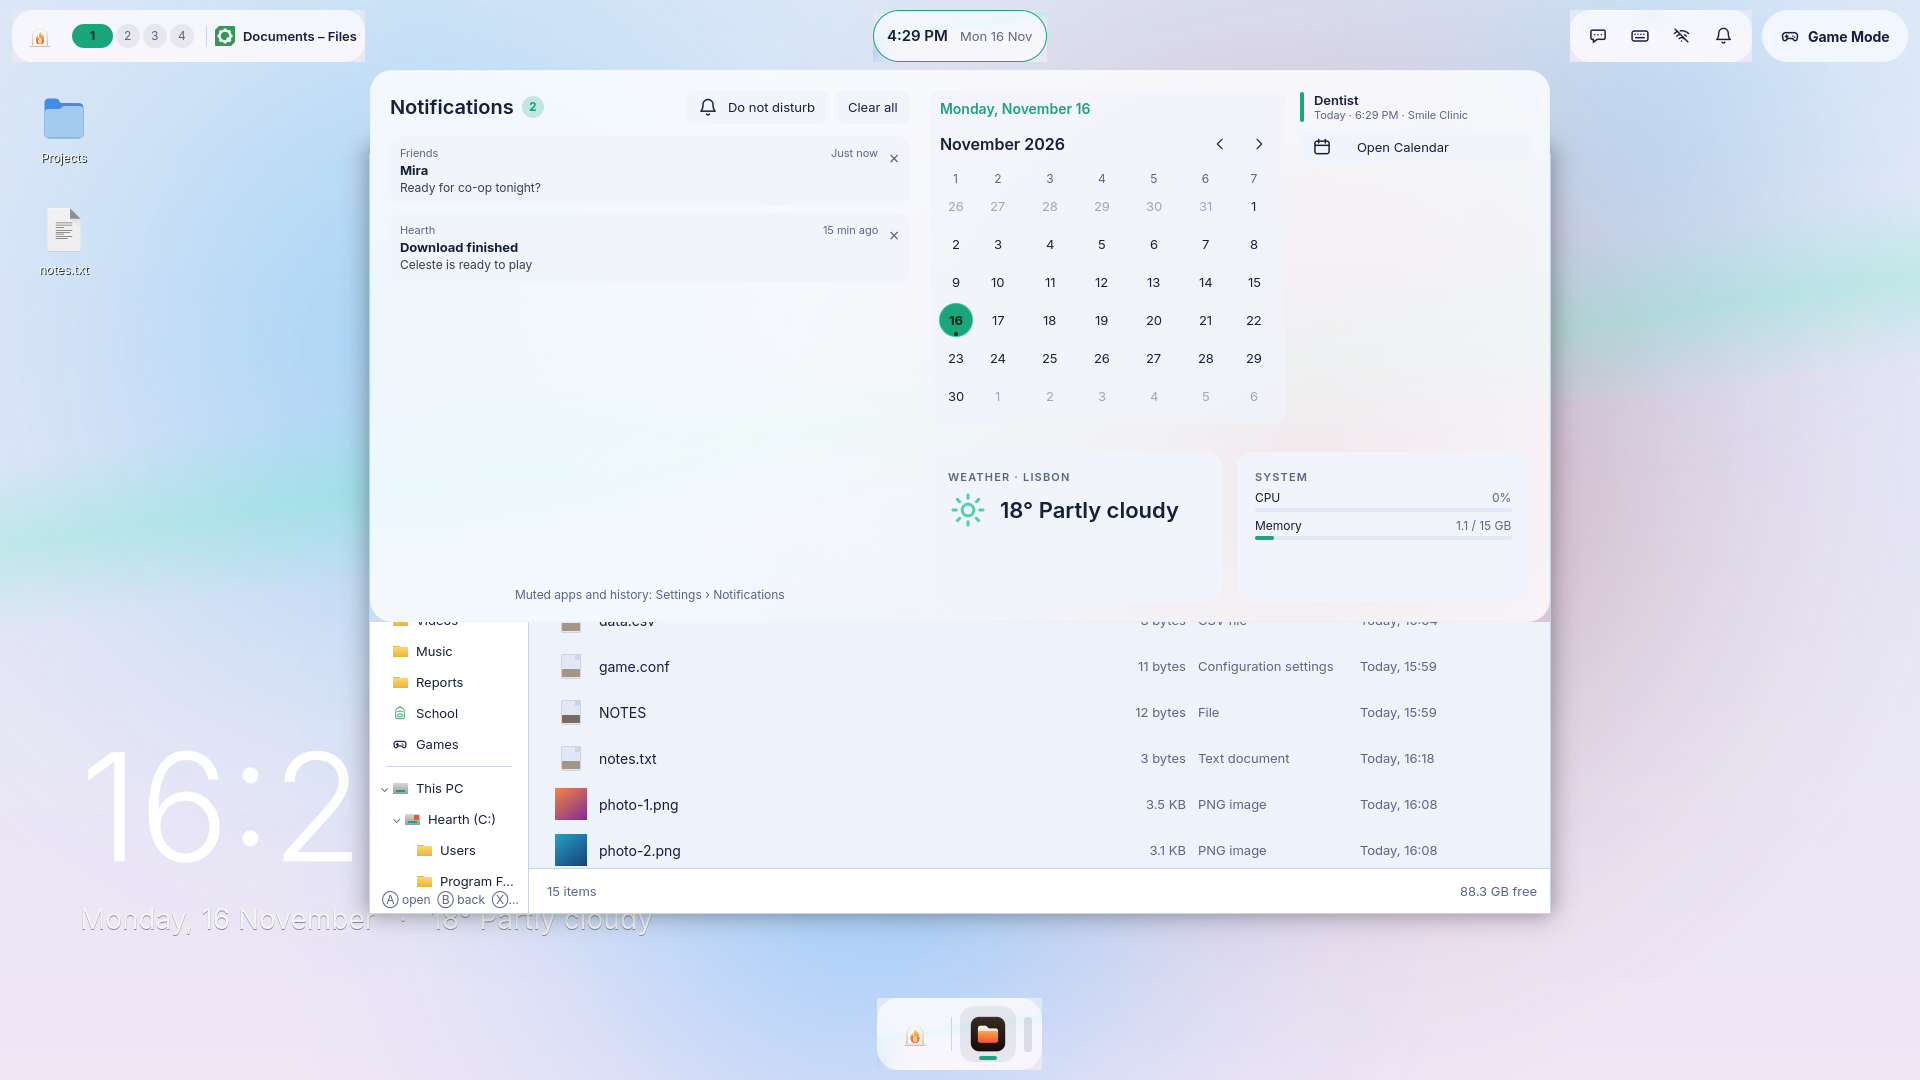 1 2 3 4 Documents – Files
4:29 PM Mon 16 Nov
Game Mode
Projects
notes.txt
Notifications 2
Do not disturb
Clear all
Friends Just now
Mira
Ready for co-op tonight?
Hearth 15 min ago
Download finished
Celeste is ready to play
Muted apps and history: Settings › Notifications
Monday, November 16
November 2026
1 2 3 4 5 6 7
26 27 28 29 30 31 1
2 3 4 5 6 7 8
9 10 11 12 13 14 15
16 17 18 19 20 21 22
23 24 25 26 27 28 29
30 1 2 3 4 5 6
Dentist
Today · 6:29 PM · Smile Clinic
Open Calendar
WEATHER · LISBON
18° Partly cloudy
SYSTEM
CPU 0%
Memory 1.1 / 15 GB
Videos
Music
Reports
School
Games
This PC
Hearth (C:)
Users
Program F...
A open B back X...
data.csv
game.conf 11 bytes Configuration settings Today, 15:59
NOTES 12 bytes File Today, 15:59
notes.txt 3 bytes Text document Today, 16:18
photo-1.png 3.5 KB PNG image Today, 16:08
photo-2.png 3.1 KB PNG image Today, 16:08
15 items 88.3 GB free
16:2
Monday, 16 November · 18° Partly cloudy